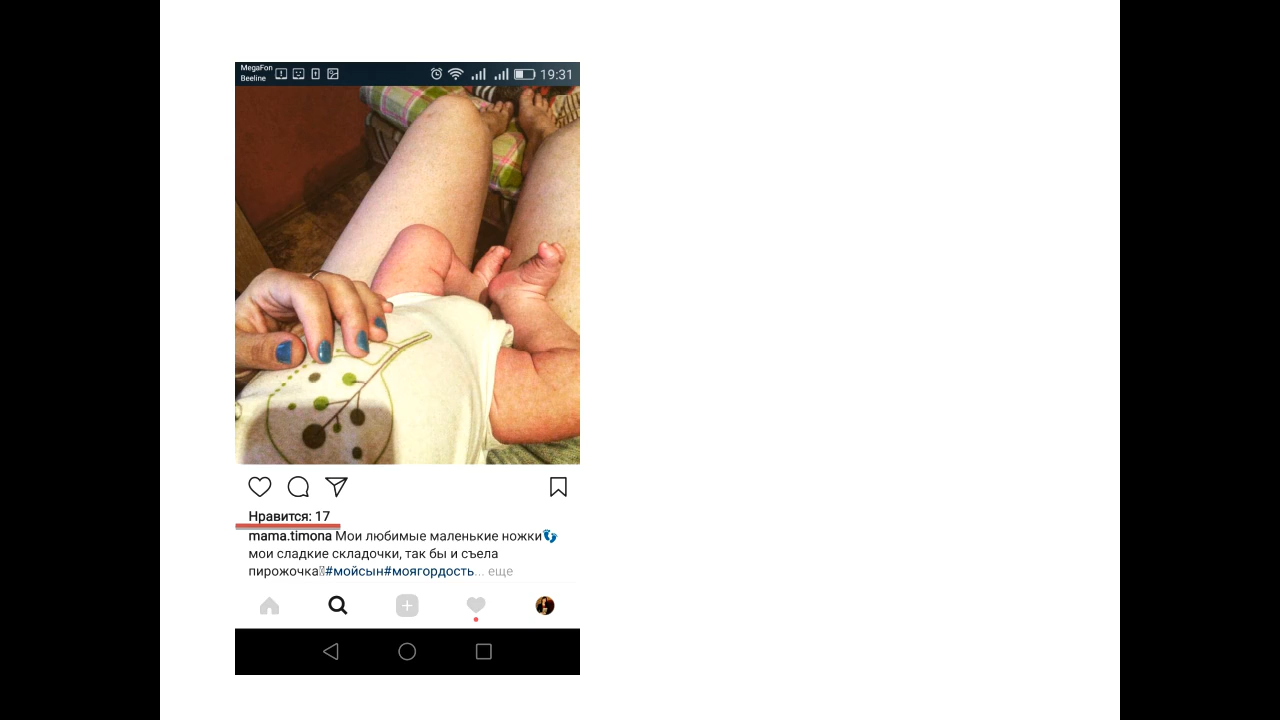 MegaFon
Beeline
19:31
Нравится: 17
mama.timona Мои любимые маленькие ножки👣
мои сладкие складочки, так бы и съела
пирожочка#мойсын#моягордость... еще